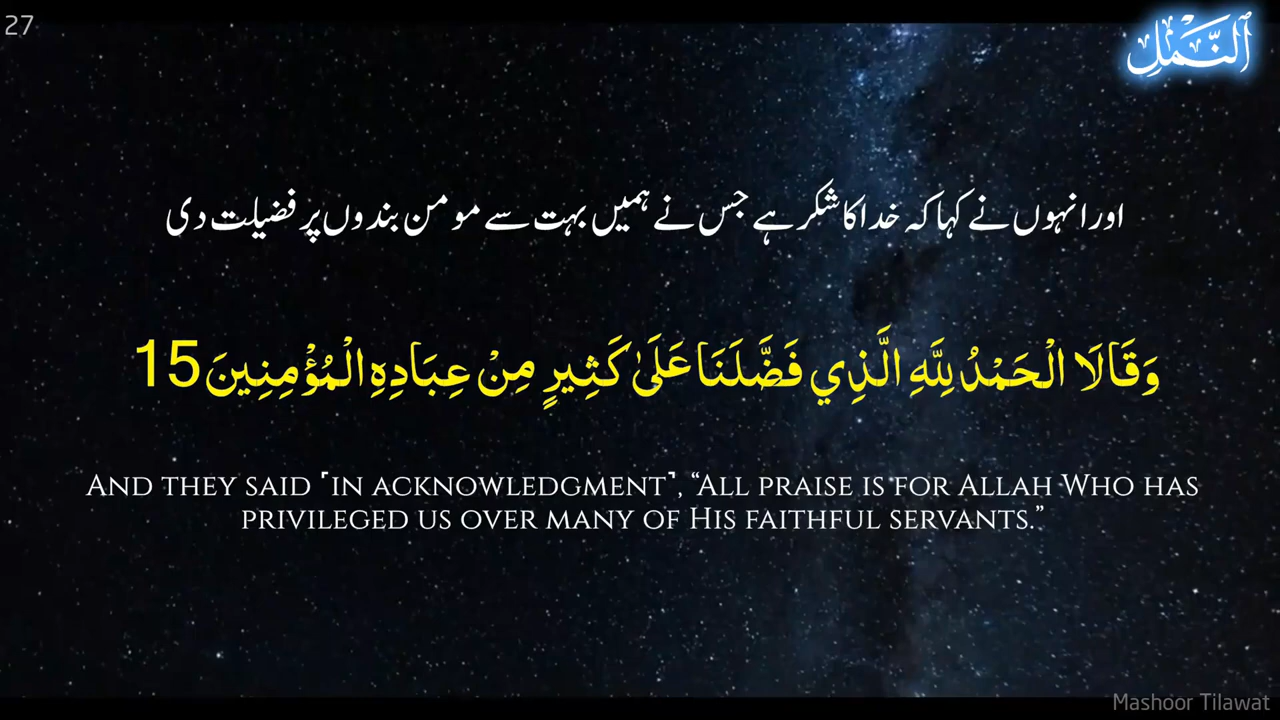 27
ٱلنَّمْلِ
اور انہوں نے کہا کہ خدا کا شکر ہے جس نے ہمیں بہت سے مومن بندوں پر فضیلت دی
وَقَالَا الْحَمْدُ لِلَّهِ الَّذِي فَضَّلَنَا عَلَىٰ كَثِيرٍ مِنْ عِبَادِهِ الْمُؤْمِنِينَ 15
And they said ˹in acknowledgment˺, “All praise is for Allah Who has
privileged us over many of His faithful servants.”
Mashoor Tilawat